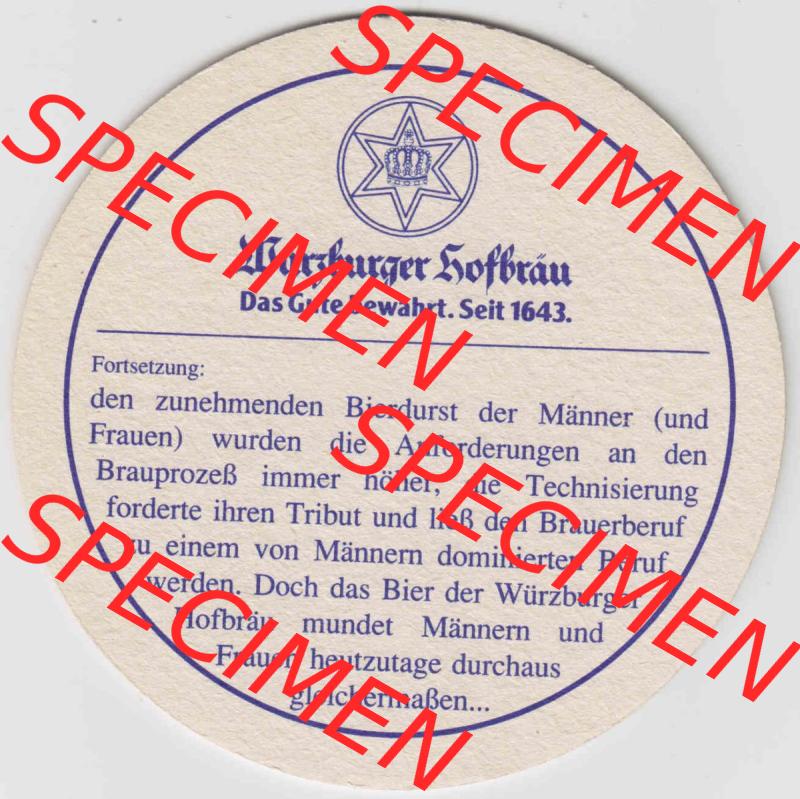 SPECIMEN
SPECIMEN
Würzburger Hofbräu
Das Gute bewahrt. Seit 1643.
Fortsetzung:
den zunehmenden Bierdurst der Männer (und
Frauen) wurden die Anforderungen an den
Brauprozeß immer höher, die Technisierung
forderte ihren Tribut und ließ den Brauerberuf
zu einem von Männern dominierten Beruf
werden. Doch das Bier der Würzburger
Hofbräu mundet Männern und
Frauen heutzutage durchaus
gleichermaßen...
SPECIMEN
SPECIMEN